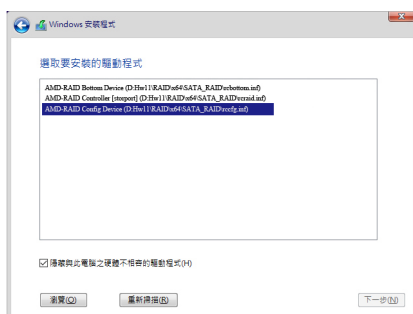 Windows 安裝程式
選取要安裝的驅動程式
AMD-RAID Bottom Device (D:\Hw11\RAID\x64\SATA_RAID\rcbottom.inf)
AMD-RAID Controller [storport] (D:\Hw11\RAID\x64\SATA_RAID\rcraid.inf)
AMD-RAID Config Device (D:\Hw11\RAID\x64\SATA_RAID\rccfg.inf)
隱藏與此電腦之硬體不相容的驅動程式(H)
瀏覽(O) 重新掃描(R) 下一步(N)